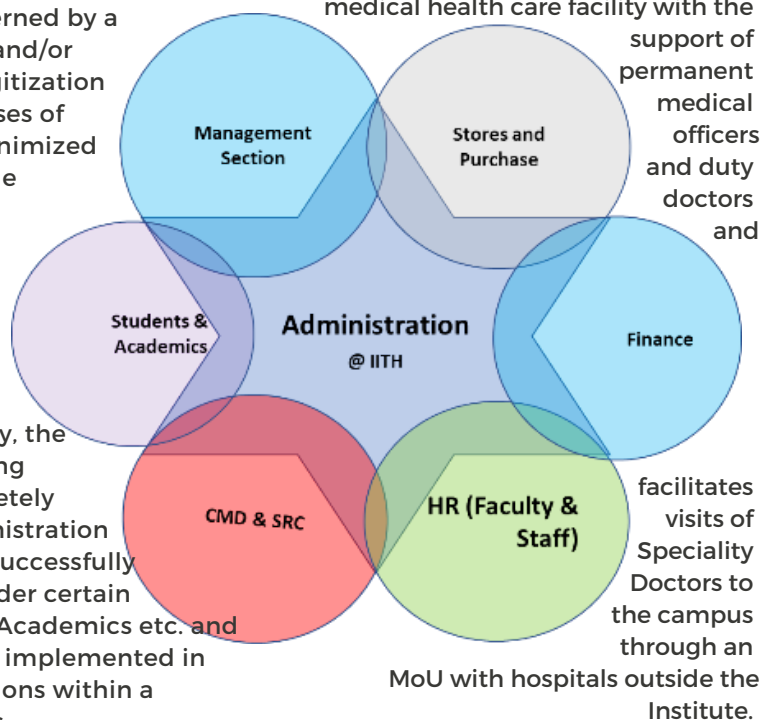 medical health care facility with the
support of
permanent
medical
officers
and duty
doctors
and
erned by a
and/or
gitization
ses of
nimized
e
Management
Section
Stores and
Purchase
Students &
Academics
Administration
@ IITH
Finance
CMD & SRC
HR (Faculty &
Staff)
y, the
ng
etely
nistration
uccessfully
der certain
Academics etc. and
implemented in
ons within a
facilitates
visits of
Speciality
Doctors to
the campus
through an
MoU with hospitals outside the
Institute.